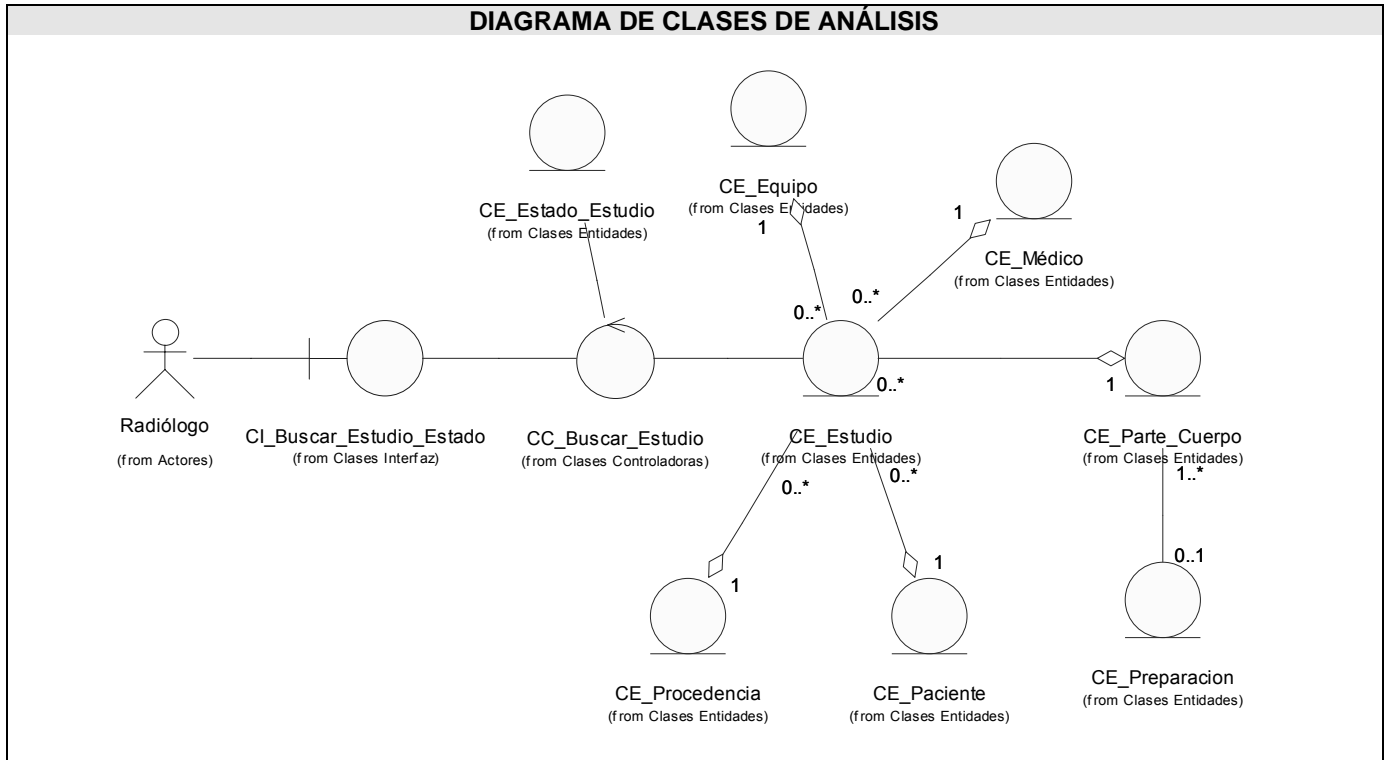 DIAGRAMA DE CLASES DE ANÁLISIS
CE_Estado_Estudio
(from Clases Entidades)
CE_Equipo
(from Clases Entidades)
1
0..*
CE_Médico
(from Clases Entidades)
1
0..*
Radiólogo
(from Actores)
CI_Buscar_Estudio_Estado
(from Clases Interfaz)
CC_Buscar_Estudio
(from Clases Controladoras)
CE_Estudio
(from Clases Entidades)
0..*
1
CE_Parte_Cuerpo
(from Clases Entidades)
0..*
1
CE_Procedencia
(from Clases Entidades)
0..*
1
CE_Paciente
(from Clases Entidades)
1..*
0..1
CE_Preparacion
(from Clases Entidades)